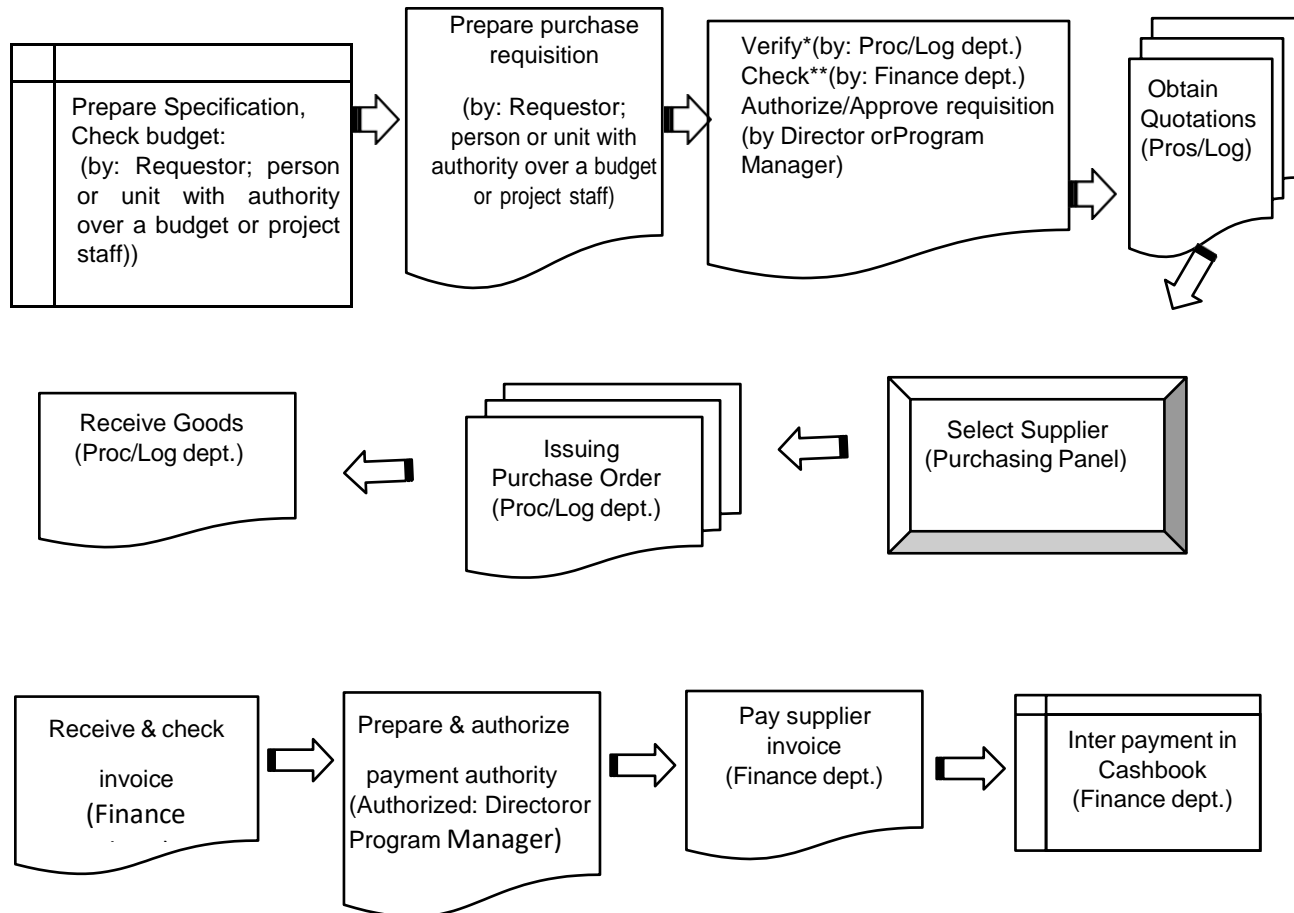 Prepare Specification,
Check budget:
(by: Requestor; person
or unit with authority
over a budget or project
staff))
Prepare purchase
requisition
(by: Requestor;
person or unit with
authority over a budget
or project staff)
Verify*(by: Proc/Log dept.)
Check**(by: Finance dept.)
Authorize/Approve requisition
(by Director orProgram
Manager)
Obtain
Quotations
(Pros/Log)
Receive Goods
(Proc/Log dept.)
Issuing
Purchase Order
(Proc/Log dept.)
Select Supplier
(Purchasing Panel)
Receive & check
invoice
(Finance
Prepare & authorize
payment authority
(Authorized: Directoror
Program Manager)
Pay supplier
invoice
(Finance dept.)
Inter payment in
Cashbook
(Finance dept.)